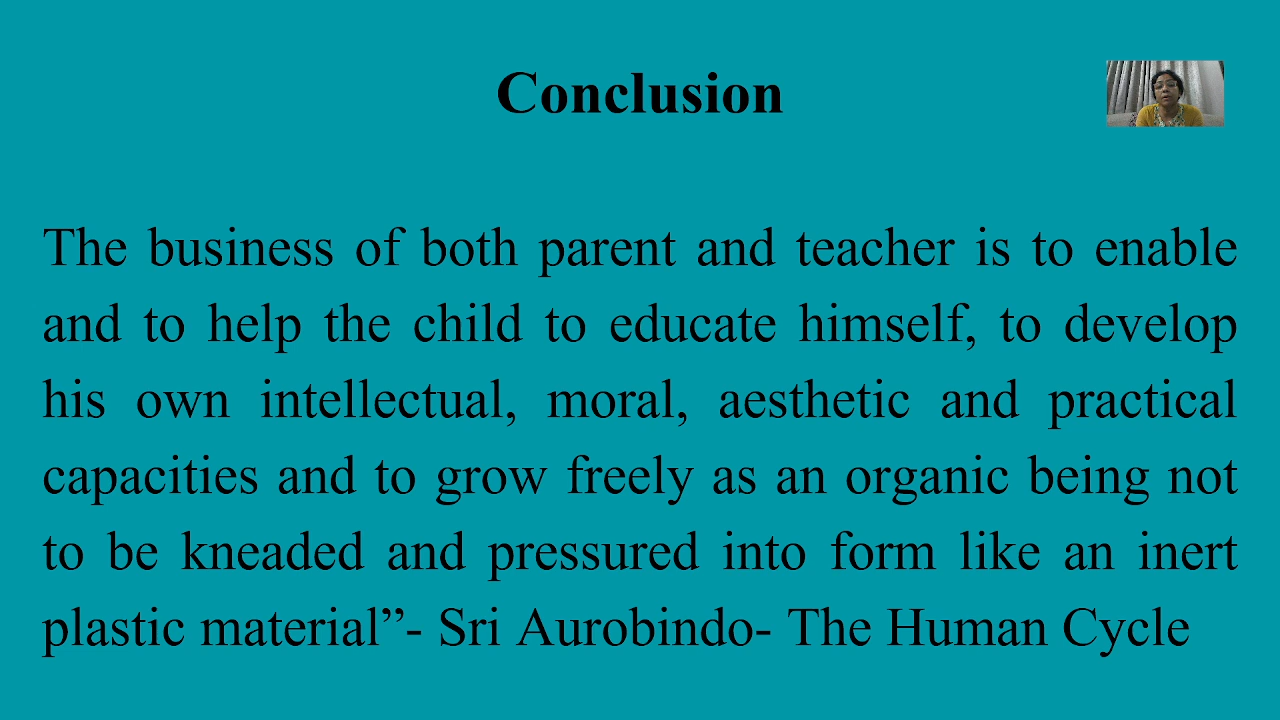 Conclusion
The business of both parent and teacher is to enable
and to help the child to educate himself, to develop
his own intellectual, moral, aesthetic and practical
capacities and to grow freely as an organic being not
to be kneaded and pressured into form like an inert
plastic material”- Sri Aurobindo- The Human Cycle